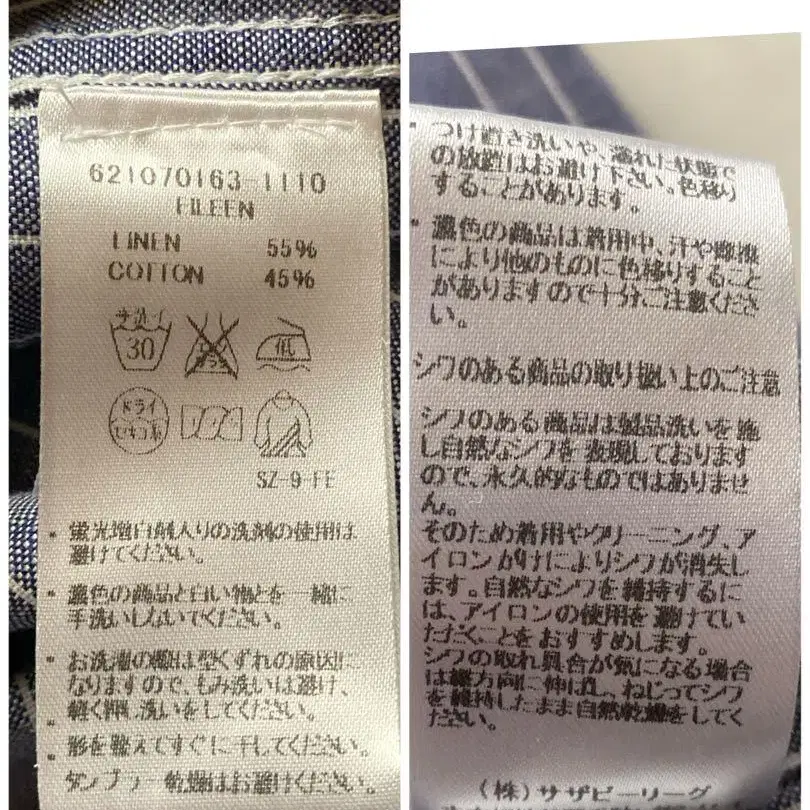 621070163-1110
EILEEN
LINEN 55%
COTTON 45%
手洗イ
30
エンソ
サラシ
低
ドライ
セキユ系
SZ-9 FE
・蛍光増白剤入りの洗剤の使用は
避けてください。
・濃色の商品と白い物とを一緒に
手洗いしないでください。
・お洗濯の際は型くずれの原因に
なりますので、もみ洗いは避け、
軽く押し洗いをしてください。
・形を整えてすぐに干してください。
タンブラー乾燥はお避けください。
・つけ置き洗いや、濡れた状態で
の放置はお避け下さい。色移り
することがあります。
・濃色の商品は着用中、汗や摩擦
により他のものに色移りすること
がありますので十分ご注意くださ
い。
シワのある商品の取り扱い上のご注意
シワのある商品は製品洗いを施
し自然なシワを表現しております
ので、永久的なものではありませ
ん。
そのため着用やクリーニング、ア
イロンがけによりシワが消失し
ます。自然なシワを維持するに
は、アイロンの使用を避けてい
ただくことをおすすめします。
シワの取れ具合が気になる場合
は縦方向に伸ばし、ねじってシワ
を維持したまま自然乾燥をしてく
ださい。
(株)サザビーリーグ